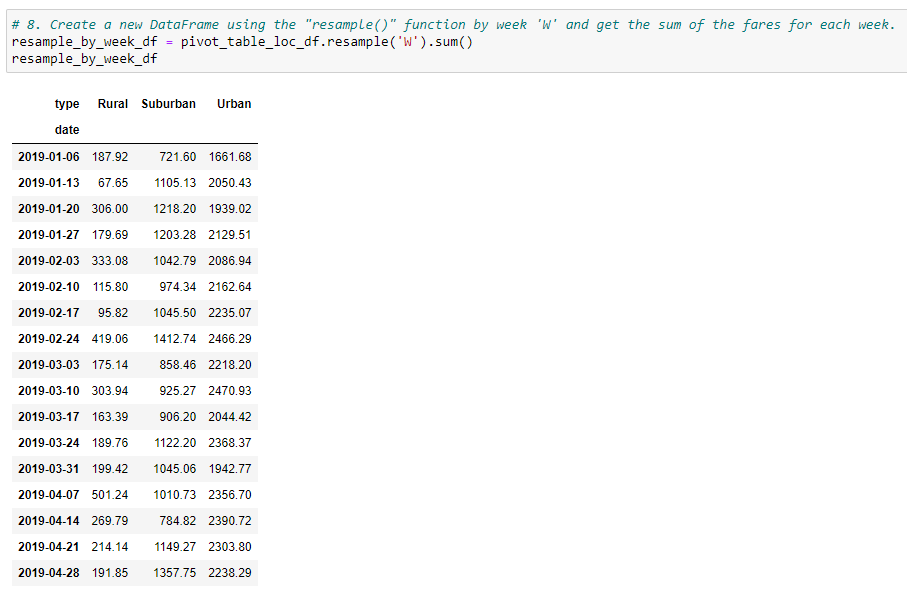 # 8. Create a new DataFrame using the "resample()" function by week 'W' and get the sum of the fares for each week.
resample_by_week_df = pivot_table_loc_df.resample('W').sum()
resample_by_week_df
type Rural Suburban Urban
date
2019-01-06 187.92 721.60 1661.68
2019-01-13 67.65 1105.13 2050.43
2019-01-20 306.00 1218.20 1939.02
2019-01-27 179.69 1203.28 2129.51
2019-02-03 333.08 1042.79 2086.94
2019-02-10 115.80 974.34 2162.64
2019-02-17 95.82 1045.50 2235.07
2019-02-24 419.06 1412.74 2466.29
2019-03-03 175.14 858.46 2218.20
2019-03-10 303.94 925.27 2470.93
2019-03-17 163.39 906.20 2044.42
2019-03-24 189.76 1122.20 2368.37
2019-03-31 199.42 1045.06 1942.77
2019-04-07 501.24 1010.73 2356.70
2019-04-14 269.79 784.82 2390.72
2019-04-21 214.14 1149.27 2303.80
2019-04-28 191.85 1357.75 2238.29